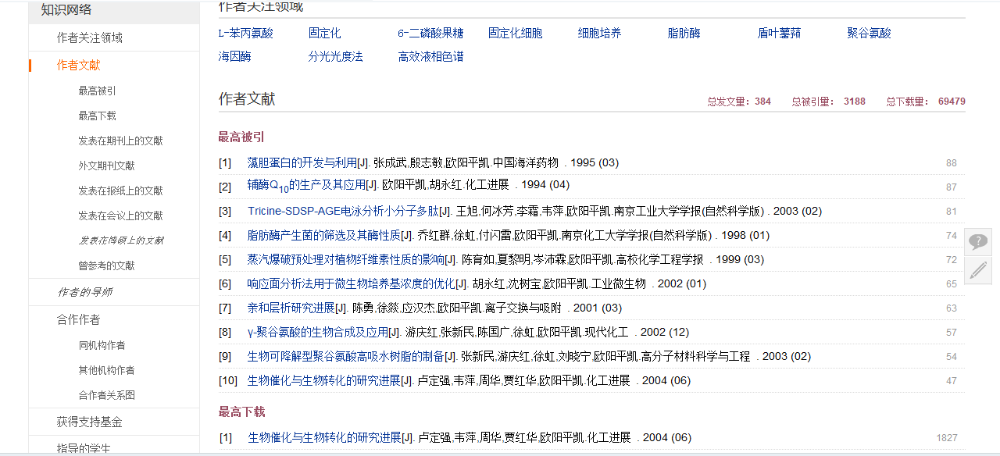 知识网络
作者关注领域
作者文献
最高被引
最高下载
发表在期刊上的文献
外文期刊文献
发表在报纸上的文献
发表在会议上的文献
发表在博硕上的文献
曾参考的文献
作者的导师
合作作者
同机构作者
其他机构作者
合作者关系图
获得支持基金
指导的学生
作者关注领域
L-苯丙氨酸 固定化 6-二磷酸果糖 固定化细胞 细胞培养 脂肪酶 盾叶薯蓣 聚谷氨酸
海因酶 分光光度法 高效液相色谱
作者文献 总发文量：384 总被引量： 3188 总下载量： 69479
最高被引
[1] 藻胆蛋白的开发与利用[J]. 张成武,殷志敏,欧阳平凯.中国海洋药物 . 1995 (03) 88
[2] 辅酶Q10的生产及其应用[J]. 欧阳平凯,胡永红.化工进展 . 1994 (04) 87
[3] Tricine-SDSP-AGE电泳分析小分子多肽[J]. 王旭,何冰芳,李霜,韦萍,欧阳平凯.南京工业大学学报(自然科学版) . 2003 (02) 81
[4] 脂肪酶产生菌的筛选及其酶性质[J]. 乔红群,徐虹,付闪雷,欧阳平凯.南京化工大学学报(自然科学版) . 1998 (01) 74
[5] 蒸汽爆破预处理对植物纤维素性质的影响[J]. 陈育如,夏黎明,岑沛霖,欧阳平凯.高校化学工程学报 . 1999 (03) 72
[6] 响应面分析法用于微生物培养基浓度的优化[J]. 胡永红,沈树宝,欧阳平凯.工业微生物 . 2002 (01) 65
[7] 亲和层析研究进展[J]. 陈勇,徐燚,应汉杰,欧阳平凯.离子交换与吸附 . 2001 (03) 63
[8] γ-聚谷氨酸的生物合成及应用[J]. 游庆红,张新民,陈国广,徐虹,欧阳平凯.现代化工 . 2002 (12) 57
[9] 生物可降解型聚谷氨酸高吸水树脂的制备[J]. 张新民,游庆红,徐虹,刘晓宁,欧阳平凯.高分子材料科学与工程 . 2003 (02) 54
[10] 生物催化与生物转化的研究进展[J]. 卢定强,韦萍,周华,贾红华,欧阳平凯.化工进展 . 2004 (06) 47
最高下载
[1] 生物催化与生物转化的研究进展[J]. 卢定强,韦萍,周华,贾红华,欧阳平凯.化工进展 . 2004 (06) 1827